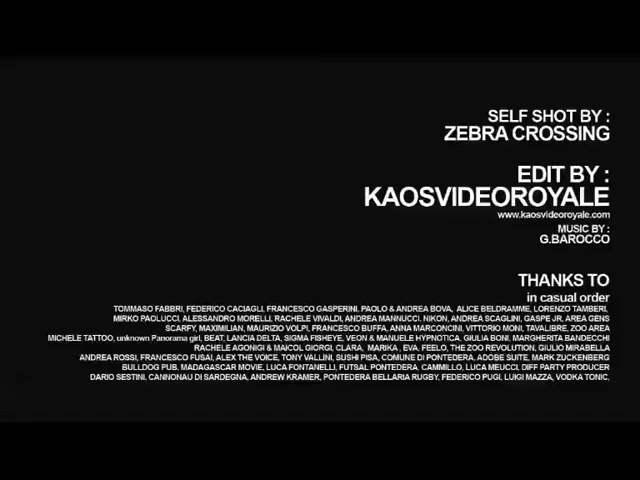 SELF SHOT BY :
ZEBRA CROSSING
EDIT BY :
KAOSVIDEOROYALE
www.kaosvideoroyale.com
MUSIC BY :
G.BAROCCO
THANKS TO
in casual order
TOMMASO FABBRI, FEDERICO CACIAGLI, FRANCESCO GASPERINI, PAOLO & ANDREA BOVA, ALICE BELDRAMME, LORENZO TAMBERI,
MIRKO PAOLUCCI, ALESSANDRO MORELLI, RACHELE VIVALDI, ANDREA MANNUCCI, NIKON, ANDREA SCAGLINI, GASPE JR, AREA GENS
SCARFY, MAXIMILIAN, MAURIZIO VOLPI, FRANCESCO BUFFA, ANNA MARCONCINI, VITTORIO MONI, TAVALIBRE, ZOO AREA
MICHELE TATTOO, unknown Panorama girl, BEAT, LANCIA DELTA, SIGMA FISHEYE, VEON & MANUELE HYPNOTICA, GIULIA BONI, MARGHERITA BANDECCHI
RACHELE AGONIGI & MAICOL GIORGI, CLARA, MARIKA , EVA, FEELO, THE ZOO REVOLUTION, GIULIO MIRABELLA
ANDREA ROSSI, FRANCESCO FUSAI, ALEX THE VOICE, TONY VALLINI, SUSHI PISA, COMUNE DI PONTEDERA, ADOBE SUITE, MARK ZUCKENBERG
BULLDOG PUB, MADAGASCAR MOVIE, LUCA FONTANELLI, FUTSAL PONTEDERA, CAMMILLO, LUCA MEUCCI, DIFF PARTY PRODUCER
DARIO SESTINI, CANNONAU DI SARDEGNA, ANDREW KRAMER, PONTEDERA BELLARIA RUGBY, FEDERICO PUGI, LUIGI MAZZA, VODKA TONIC,